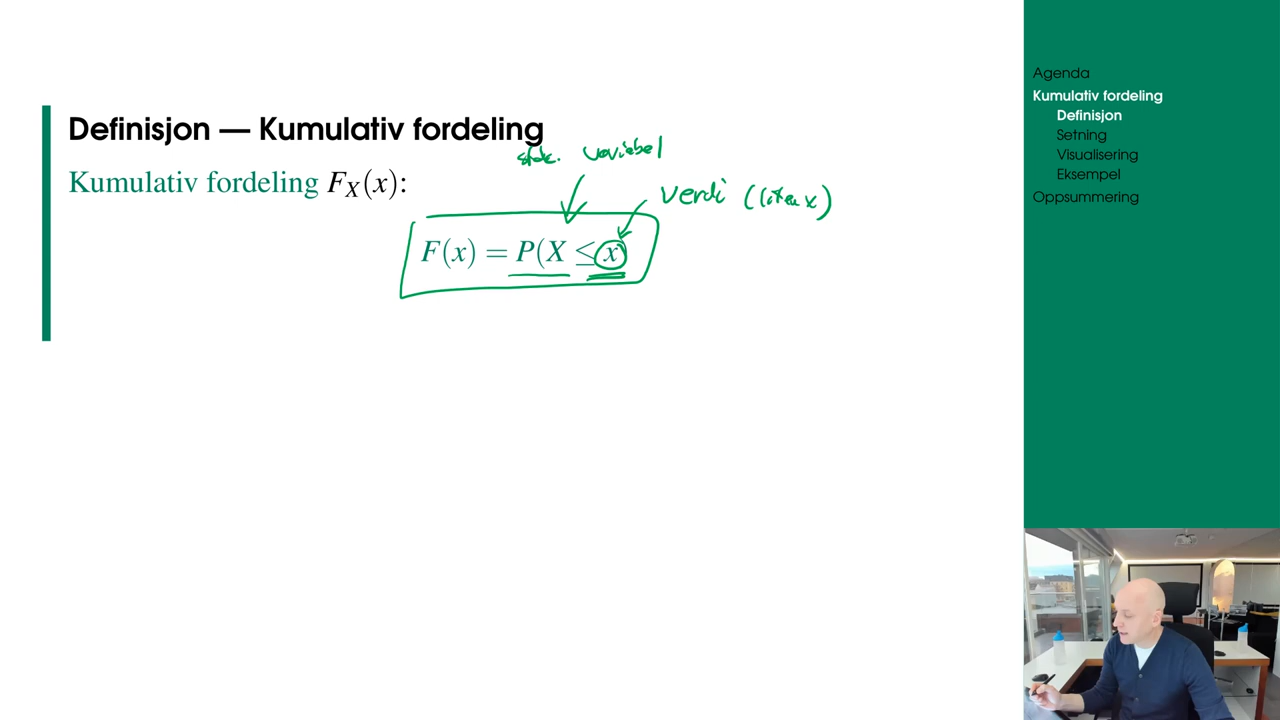 Definisjon — Kumulativ fordeling
stok. variabel
Kumulativ fordeling F_X(x):
verdi (liten x)
F(x) = P(X ≤ x)
Agenda
Kumulativ fordeling
Definisjon
Setning
Visualisering
Eksempel
Oppsummering